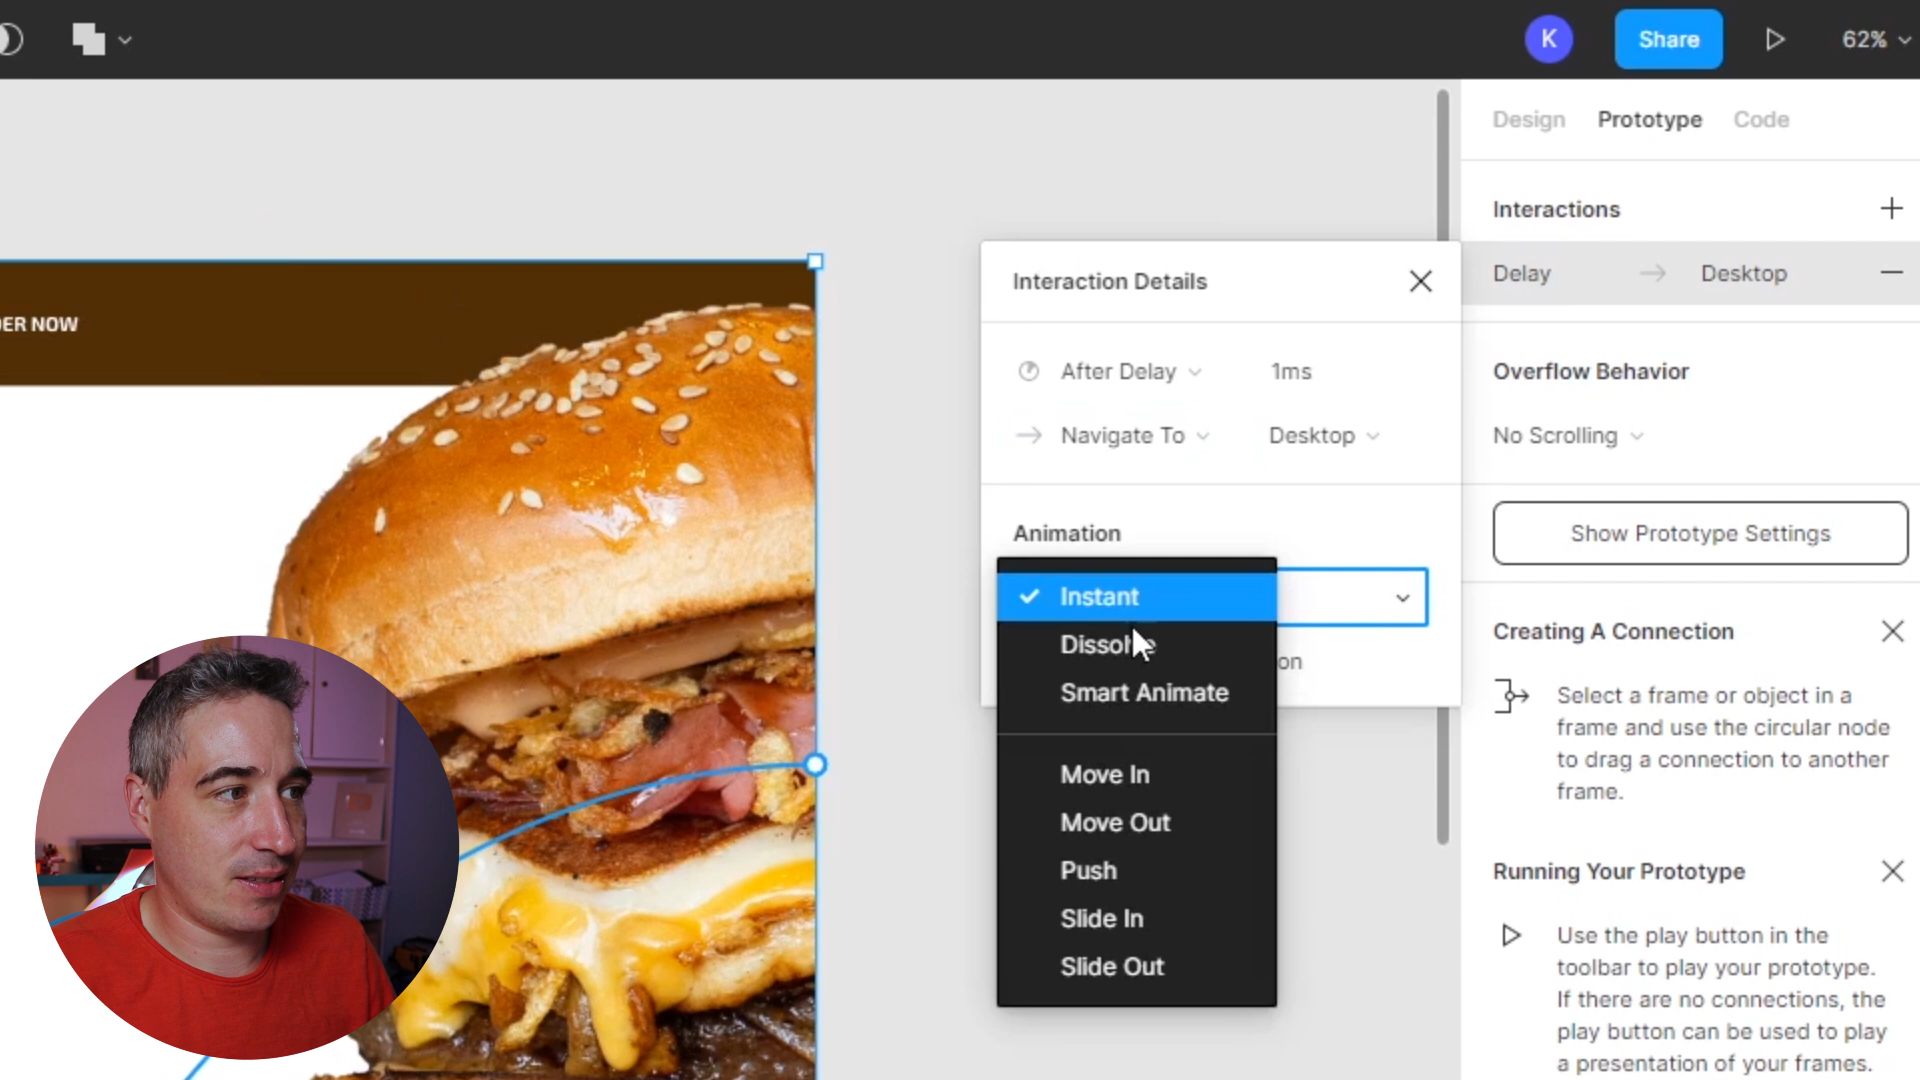 K
Share
62%
Design
Prototype
Code
Interactions
Delay
Desktop
Interaction Details
ER NOW
After Delay
1ms
Overflow Behavior
Navigate To
Desktop
No Scrolling
Animation
Show Prototype Settings
Instant
Dissolve
on
Smart Animate
Creating A Connection
Select a frame or object in a
frame and use the circular node
to drag a connection to another
frame.
Move In
Move Out
Push
Slide In
Slide Out
Running Your Prototype
Use the play button in the
toolbar to play your prototype.
If there are no connections, the
play button can be used to play
a presentation of your frames.